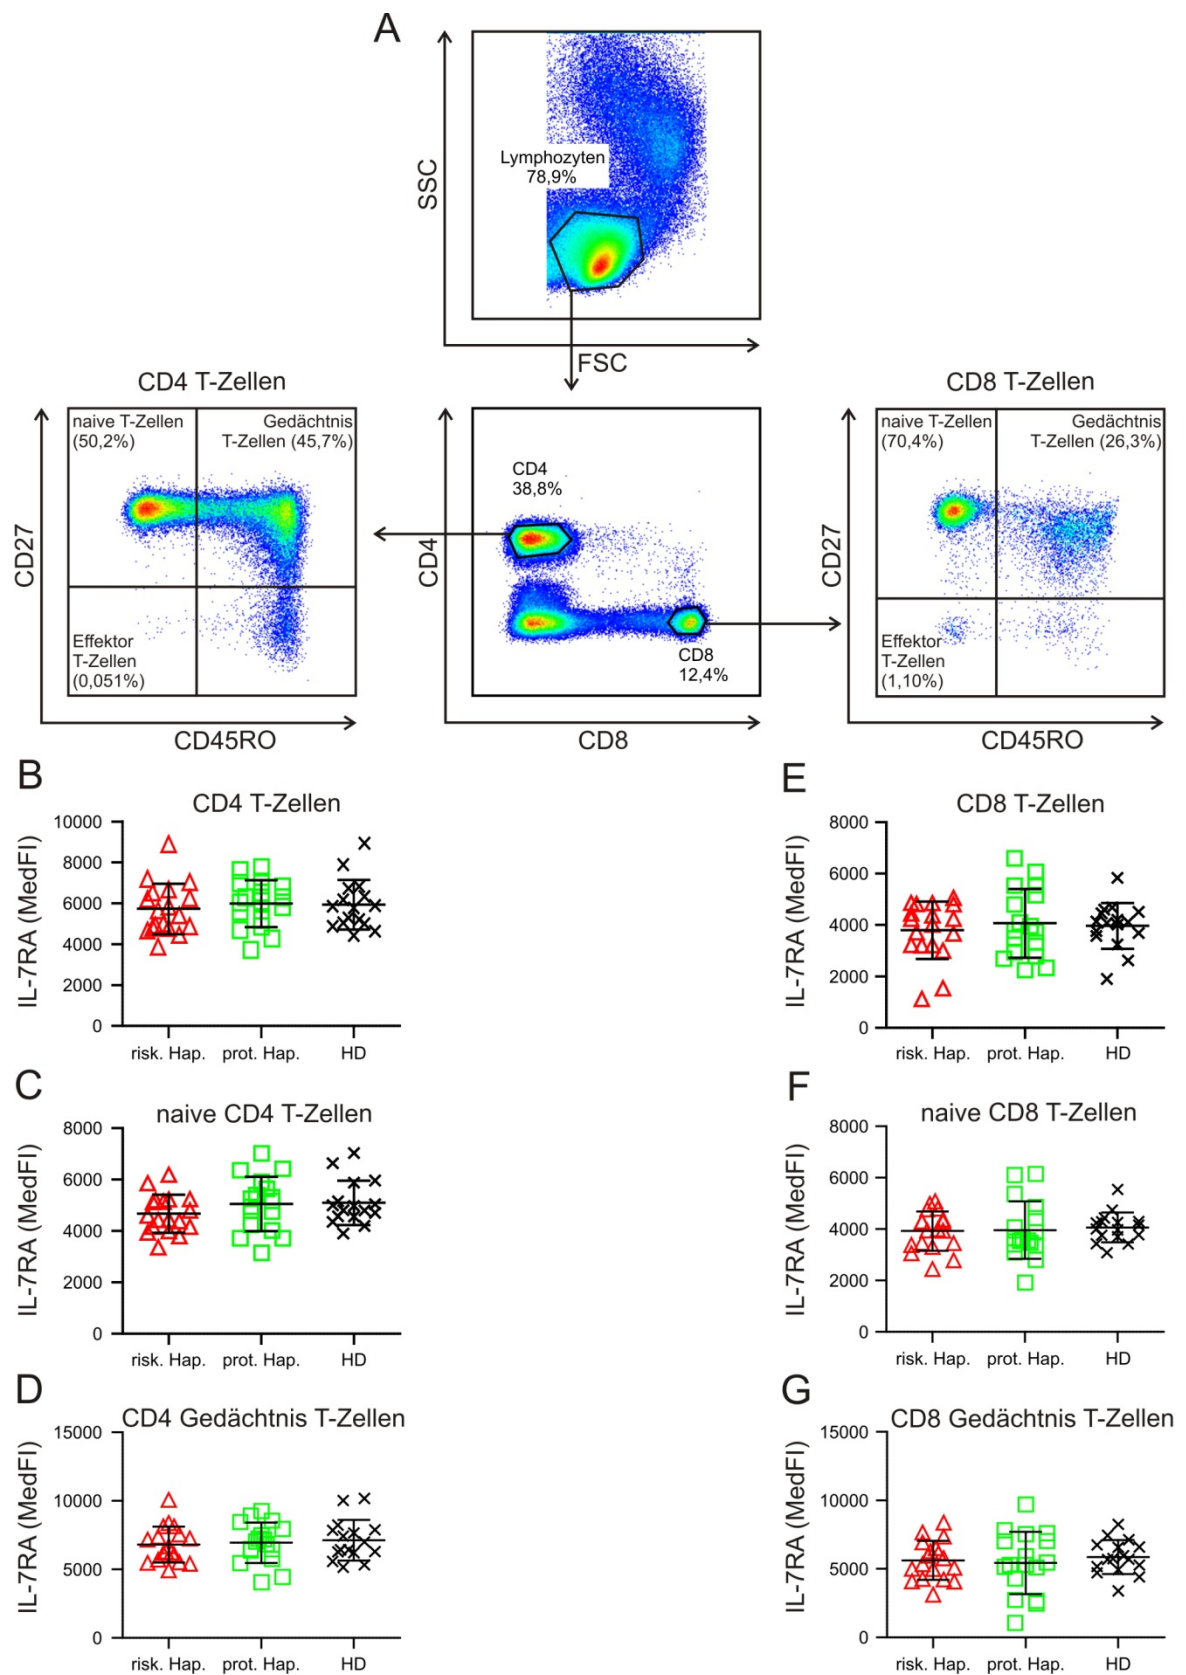 A
SSC
Lymphozyten
78,9%
FSC
CD4 T-Zellen
CD27
naive T-Zellen
(50,2%)
Gedächtnis
T-Zellen (45,7%)
Effektor
T-Zellen
(0,051%)
CD45RO
CD4
CD4
38,8%
CD8
12,4%
CD8
CD8 T-Zellen
CD27
naive T-Zellen
(70,4%)
Gedächtnis
T-Zellen (26,3%)
Effektor
T-Zellen
(1,10%)
CD45RO
B
CD4 T-Zellen
IL-7RA (MedFI)
10000
8000
6000
4000
2000
0
risk. Hap. prot. Hap. HD
E
CD8 T-Zellen
IL-7RA (MedFI)
8000
6000
4000
2000
0
risk. Hap. prot. Hap. HD
C
naive CD4 T-Zellen
IL-7RA (MedFI)
8000
6000
4000
2000
0
risk. Hap. prot. Hap. HD
F
naive CD8 T-Zellen
IL-7RA (MedFI)
8000
6000
4000
2000
0
risk. Hap. prot. Hap. HD
D
CD4 Gedächtnis T-Zellen
IL-7RA (MedFI)
15000
10000
5000
0
risk. Hap. prot. Hap. HD
G
CD8 Gedächtnis T-Zellen
IL-7RA (MedFI)
15000
10000
5000
0
risk. Hap. prot. Hap. HD